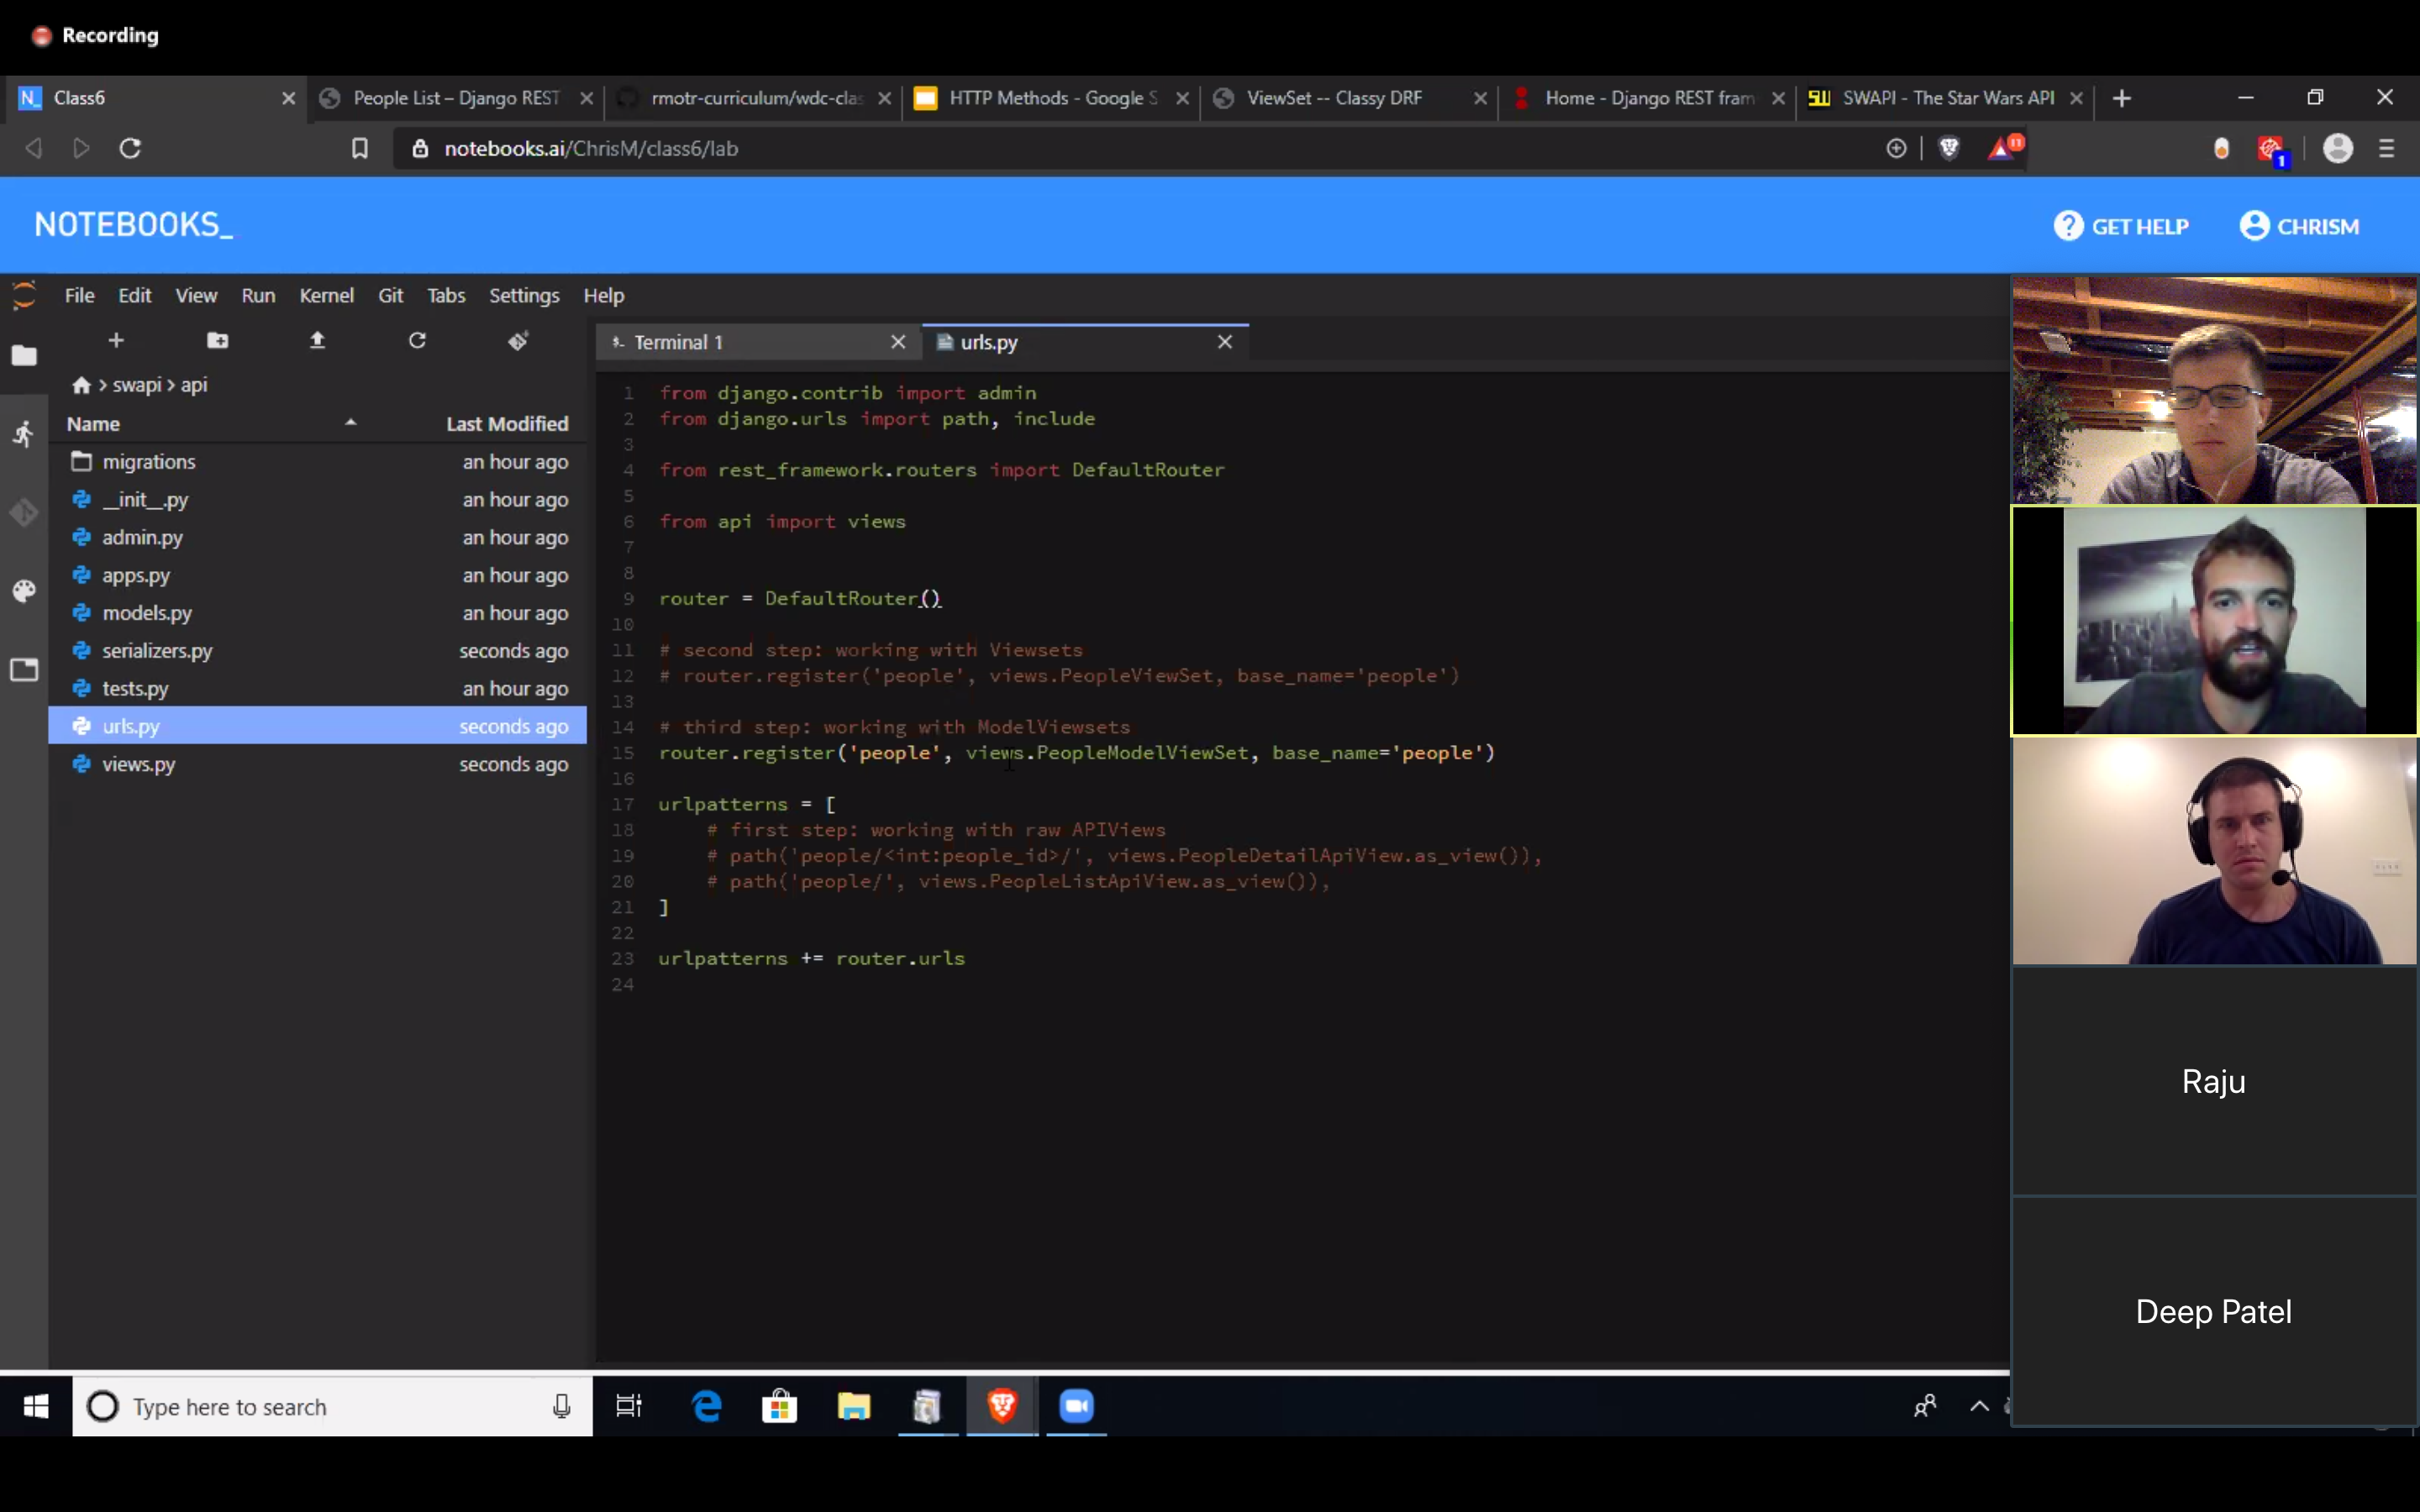 Recording
Class6
People List – Django REST
rmotr-curriculum/wdc-clas
HTTP Methods - Google S
ViewSet -- Classy DRF
Home - Django REST fram
SWAPI - The Star Wars API
notebooks.ai/ChrisM/class6/lab
11
1
NOTEBOOKS_
GET HELP
CHRISM
File Edit View Run Kernel Git Tabs Settings Help
Terminal 1
urls.py
swapi > api
Name Last Modified
migrations an hour ago
__init__.py an hour ago
admin.py an hour ago
apps.py an hour ago
models.py an hour ago
serializers.py seconds ago
tests.py an hour ago
urls.py seconds ago
views.py seconds ago
1 from django.contrib import admin
2 from django.urls import path, include
3
4 from rest_framework.routers import DefaultRouter
5
6 from api import views
7
8
9 router = DefaultRouter()
10
11 # second step: working with Viewsets
12 # router.register('people', views.PeopleViewSet, base_name='people')
13
14 # third step: working with ModelViewsets
15 router.register('people', views.PeopleModelViewSet, base_name='people')
16
17 urlpatterns = [
18 # first step: working with raw APIViews
19 # path('people/<int:people_id>/', views.PeopleDetailApiView.as_view()),
20 # path('people/', views.PeopleListApiView.as_view()),
21 ]
22
23 urlpatterns += router.urls
24
Raju
Deep Patel
Type here to search